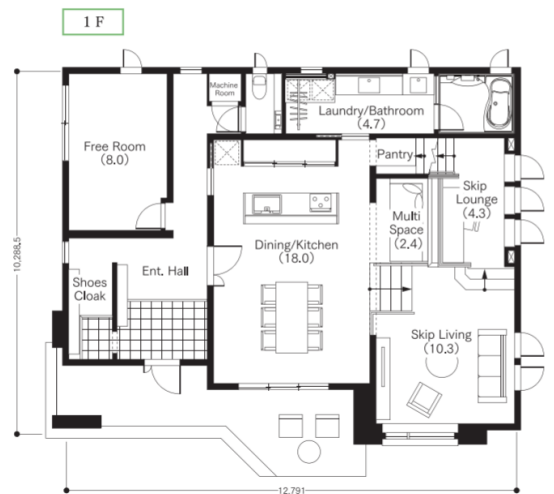 1 F
Machine
Room
Laundry/Bathroom
(4.7)
Free Room
(8.0)
Pantry
Skip
Lounge
(4.3)
Multi
Space
(2.4)
Dining/Kitchen
(18.0)
Ent. Hall
Shoes
Cloak
Skip Living
(10.3)
10,288.5
12.791